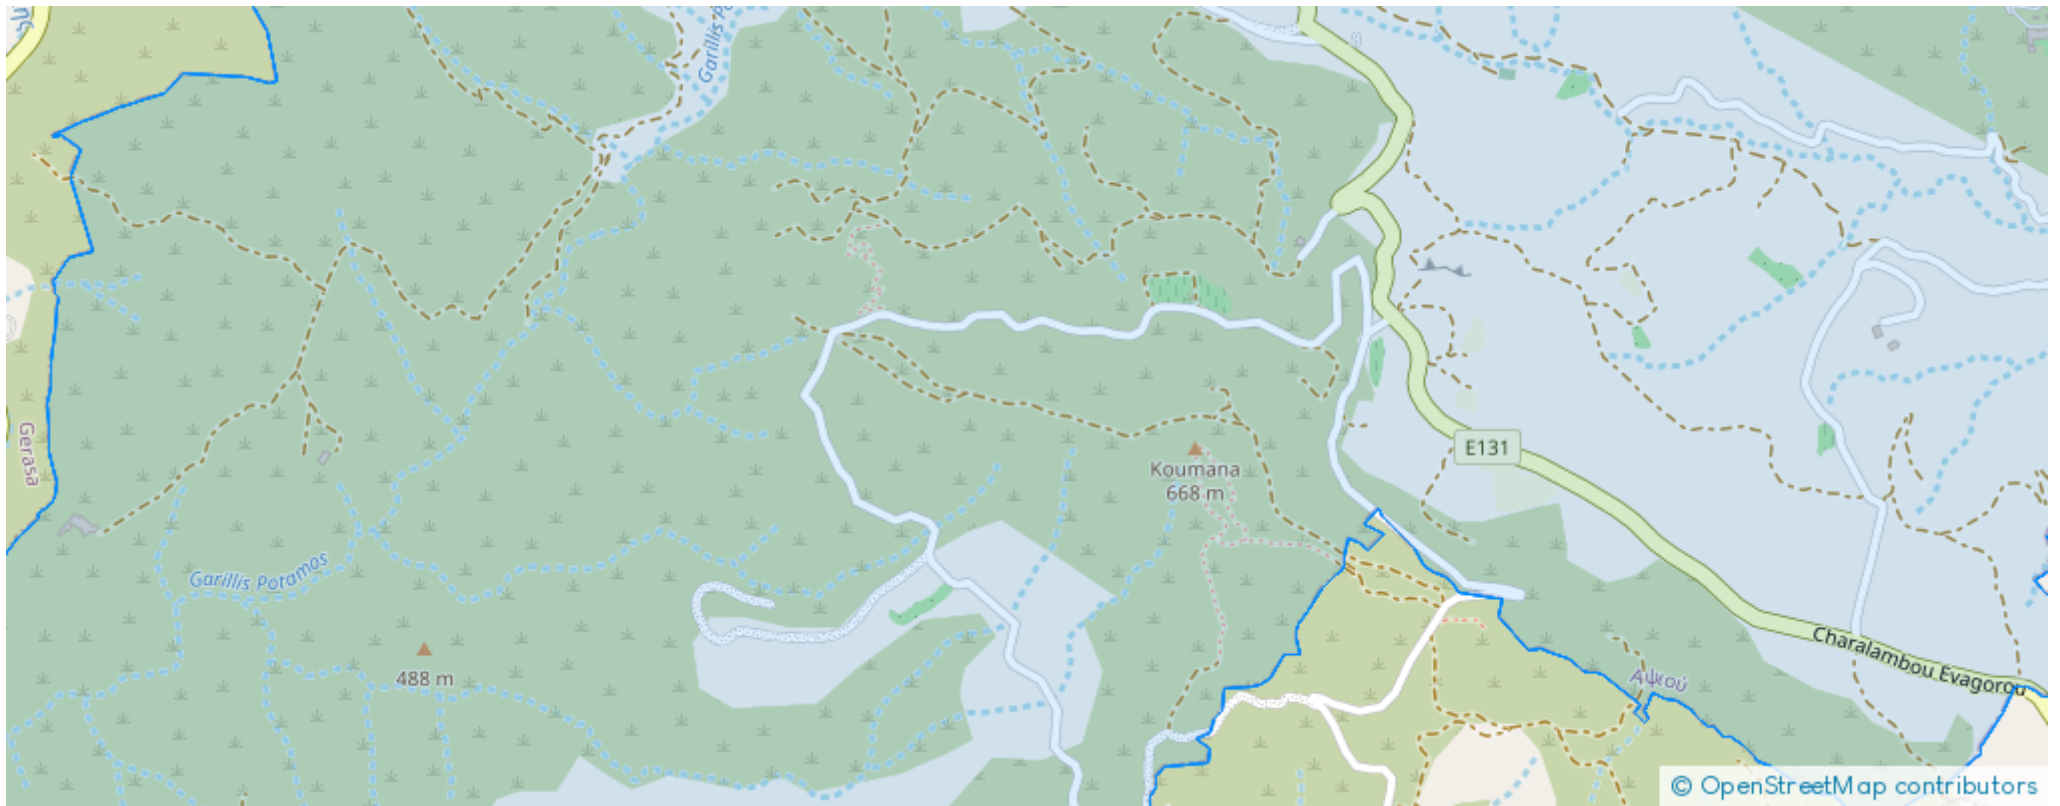 E131
Koumana
668 m
Gerasa
Garillis Potamos
488 m
Charalambou Evagorou
Αψιού
© OpenStreetMap contributors